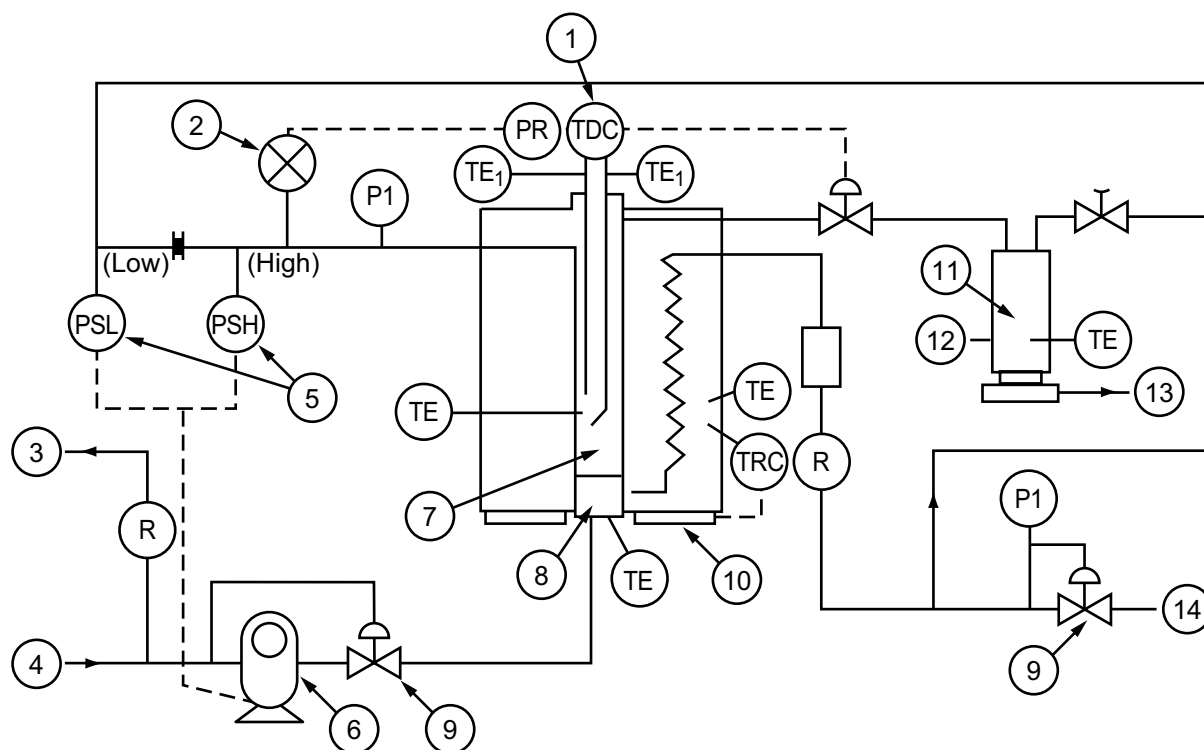 1
2
PR
TDC
TE₁
TE₁
P1
(Low)
(High)
11
PSL
PSH
12
TE
5
TE
13
TE
3
TRC
R
P1
7
R
8
TE
10
14
4
9
6
9